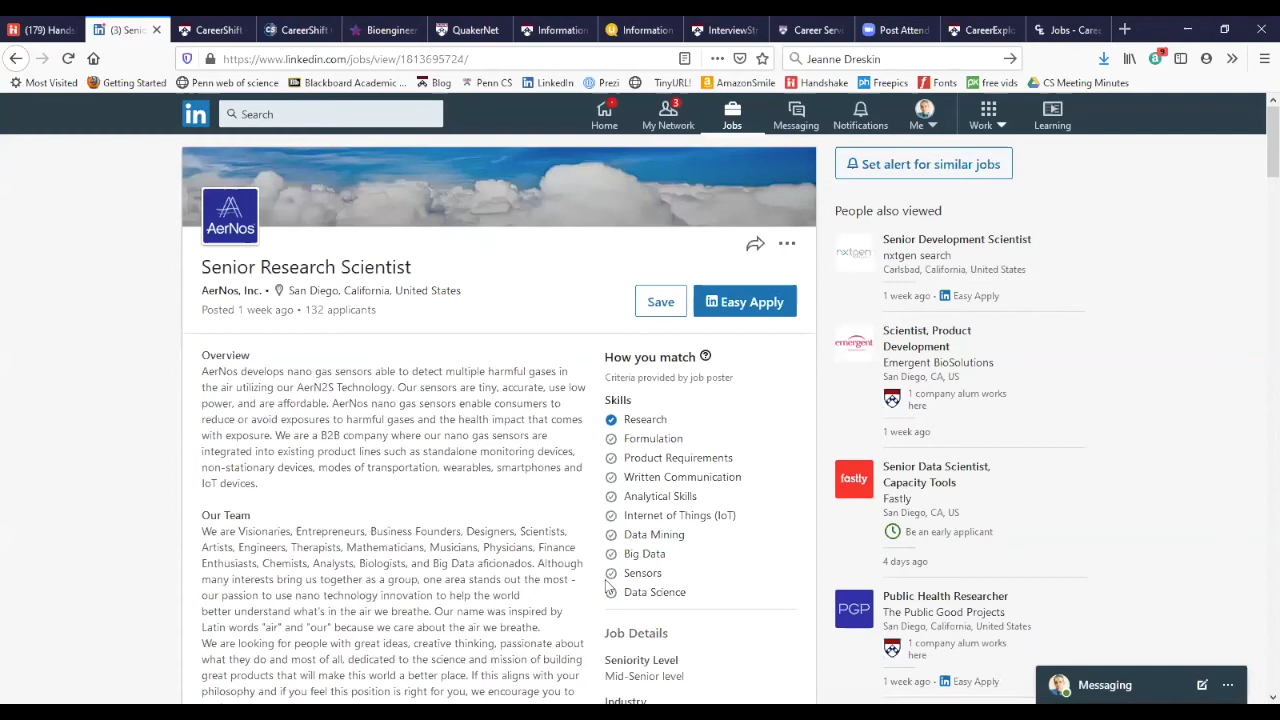 (179) Hands
(3) Senio
CareerShift
CareerShift
Bioengineer
QuakerNet
Information
Information
InterviewStr
Career Serv
Post Attend
CareerExplo
Jobs - Care
https://www.linkedin.com/jobs/view/1813695724/
Jeanne Dreskin
Most Visited
Getting Started
Penn web of science
Blackboard Academic ...
Blog
Penn CS
LinkedIn
Prezi
TinyURL!
AmazonSmile
Handshake
Freepics
Fonts
free vids
CS Meeting Minutes
in
Search
Home
3
My Network
Jobs
Messaging
Notifications
Me
Work
Learning
AerNos
Senior Research Scientist
AerNos, Inc. • San Diego, California, United States
Posted 1 week ago • 132 applicants
Save
in Easy Apply
Overview
AerNos develops nano gas sensors able to detect multiple harmful gases in
the air utilizing our AerN2S Technology. Our sensors are tiny, accurate, use low
power, and are affordable. AerNos nano gas sensors enable consumers to
reduce or avoid exposures to harmful gases and the health impact that comes
with exposure. We are a B2B company where our nano gas sensors are
integrated into existing product lines such as standalone monitoring devices,
non-stationary devices, modes of transportation, wearables, smartphones and
IoT devices.
Our Team
We are Visionaries, Entrepreneurs, Business Founders, Designers, Scientists,
Artists, Engineers, Therapists, Mathematicians, Musicians, Physicians, Finance
Enthusiasts, Chemists, Analysts, Biologists, and Big Data aficionados. Although
many interests bring us together as a group, one area stands out the most -
our passion to use nano technology innovation to help the world
better understand what's in the air we breathe. Our name was inspired by
Latin words "air" and "our" because we care about the air we breathe.
We are looking for people with great ideas, creative thinking, passionate about
what they do and most of all, dedicated to the science and mission of building
great products that will make this world a better place. If this aligns with your
philosophy and if you feel this position is right for you, we encourage you to
How you match
Criteria provided by job poster
Skills
Research
Formulation
Product Requirements
Written Communication
Analytical Skills
Internet of Things (IoT)
Data Mining
Big Data
Sensors
Data Science
Job Details
Seniority Level
Mid-Senior level
Industry
Set alert for similar jobs
People also viewed
nxtgen
Senior Development Scientist
nxtgen search
Carlsbad, California, United States
1 week ago • in Easy Apply
emergent
Scientist, Product
Development
Emergent BioSolutions
San Diego, CA, US
1 company alum works
here
1 week ago
fastly
Senior Data Scientist,
Capacity Tools
Fastly
San Diego, CA, US
Be an early applicant
4 days ago
PGP
Public Health Researcher
The Public Good Projects
San Diego, California, United States
1 company alum works
here
1 week ago • in Easy Apply
Messaging